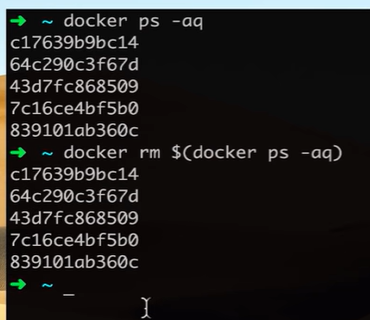 ➜ ~ docker ps -aq
c17639b9bc14
64c290c3f67d
43d7fc868509
7c16ce4bf5b0
839101ab360c
➜ ~ docker rm $(docker ps -aq)
c17639b9bc14
64c290c3f67d
43d7fc868509
7c16ce4bf5b0
839101ab360c
➜ ~ _